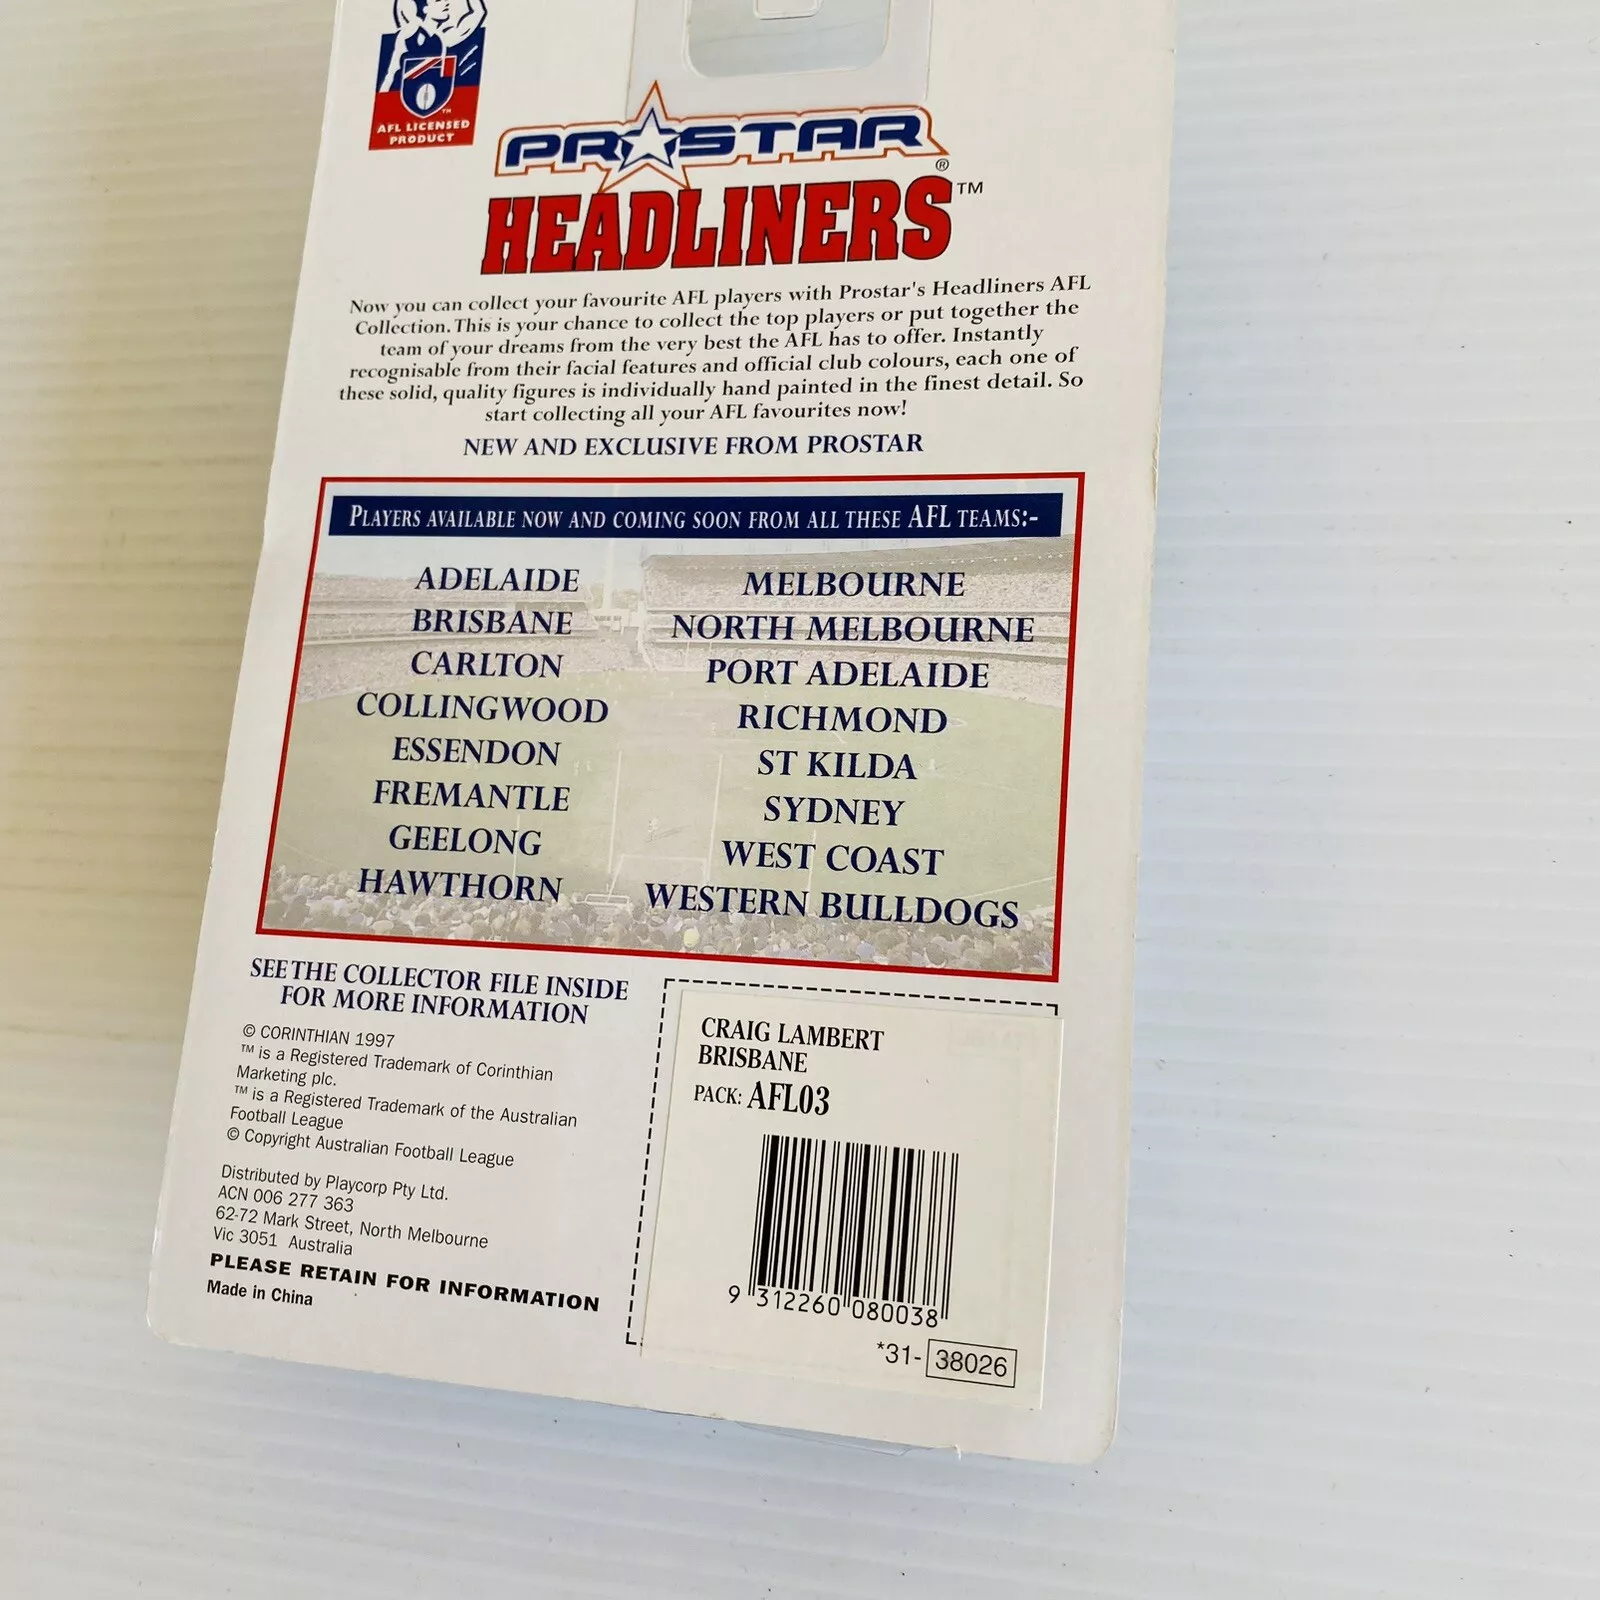 AFL LICENSED
PRODUCT
PROSTAR ®
HEADLINERS™
Now you can collect your favourite AFL players with Prostar's Headliners AFL
Collection. This is your chance to collect the top players or put together the
team of your dreams from the very best the AFL has to offer. Instantly
recognisable from their facial features and official club colours, each one of
these solid, quality figures is individually hand painted in the finest detail. So
start collecting all your AFL favourites now!
NEW AND EXCLUSIVE FROM PROSTAR
PLAYERS AVAILABLE NOW AND COMING SOON FROM ALL THESE AFL TEAMS:-
ADELAIDE
BRISBANE
CARLTON
COLLINGWOOD
ESSENDON
FREMANTLE
GEELONG
HAWTHORN
MELBOURNE
NORTH MELBOURNE
PORT ADELAIDE
RICHMOND
ST KILDA
SYDNEY
WEST COAST
WESTERN BULLDOGS
SEE THE COLLECTOR FILE INSIDE
FOR MORE INFORMATION
© CORINTHIAN 1997
™ is a Registered Trademark of Corinthian
Marketing plc.
™ is a Registered Trademark of the Australian
Football League
© Copyright Australian Football League
Distributed by Playcorp Pty Ltd.
ACN 006 277 363
62-72 Mark Street, North Melbourne
Vic 3051 Australia
PLEASE RETAIN FOR INFORMATION
Made in China
CRAIG LAMBERT
BRISBANE
PACK: AFL03
9 312260 080038
*31- 38026